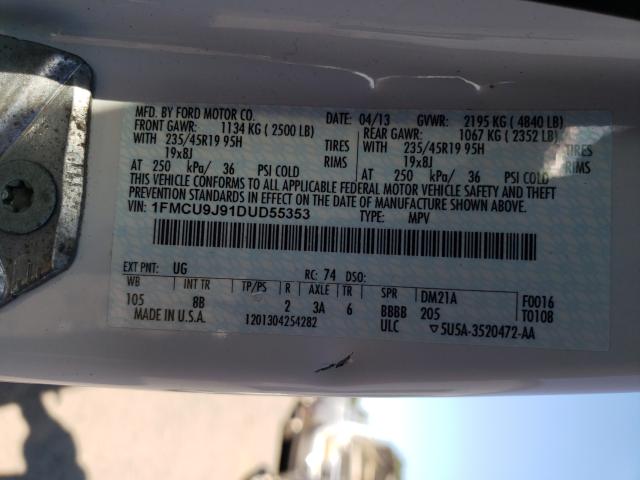 MFD. BY FORD MOTOR CO.
DATE: 04/13 GVWR: 2195 KG ( 4840 LB)
FRONT GAWR: 1134 KG ( 2500 LB) REAR GAWR: 1067 KG ( 2352 LB)
WITH 235/45R19 95H TIRES WITH 235/45R19 95H TIRES
19x8J RIMS 19x8J RIMS
AT 250 kPa/ 36 PSI COLD AT 250 kPa/ 36 PSI COLD
THIS VEHICLE CONFORMS TO ALL APPLICABLE FEDERAL MOTOR VEHICLE SAFETY AND THEFT
PREVENTION STANDARDS IN EFFECT ON THE DATE OF MANUFACTURE SHOWN ABOVE.
VIN: 1FMCU9J91DUD55353 TYPE: MPV
EXT PNT: UG RC: 74 DSO:
WB INT TR TP/PS R AXLE TR SPR DM21A F0016
105 8B 2 3A 6 BBBB 205 T0108
MADE IN U.S.A. 1201304254282 ULC ▽5U5A-3520472-AA